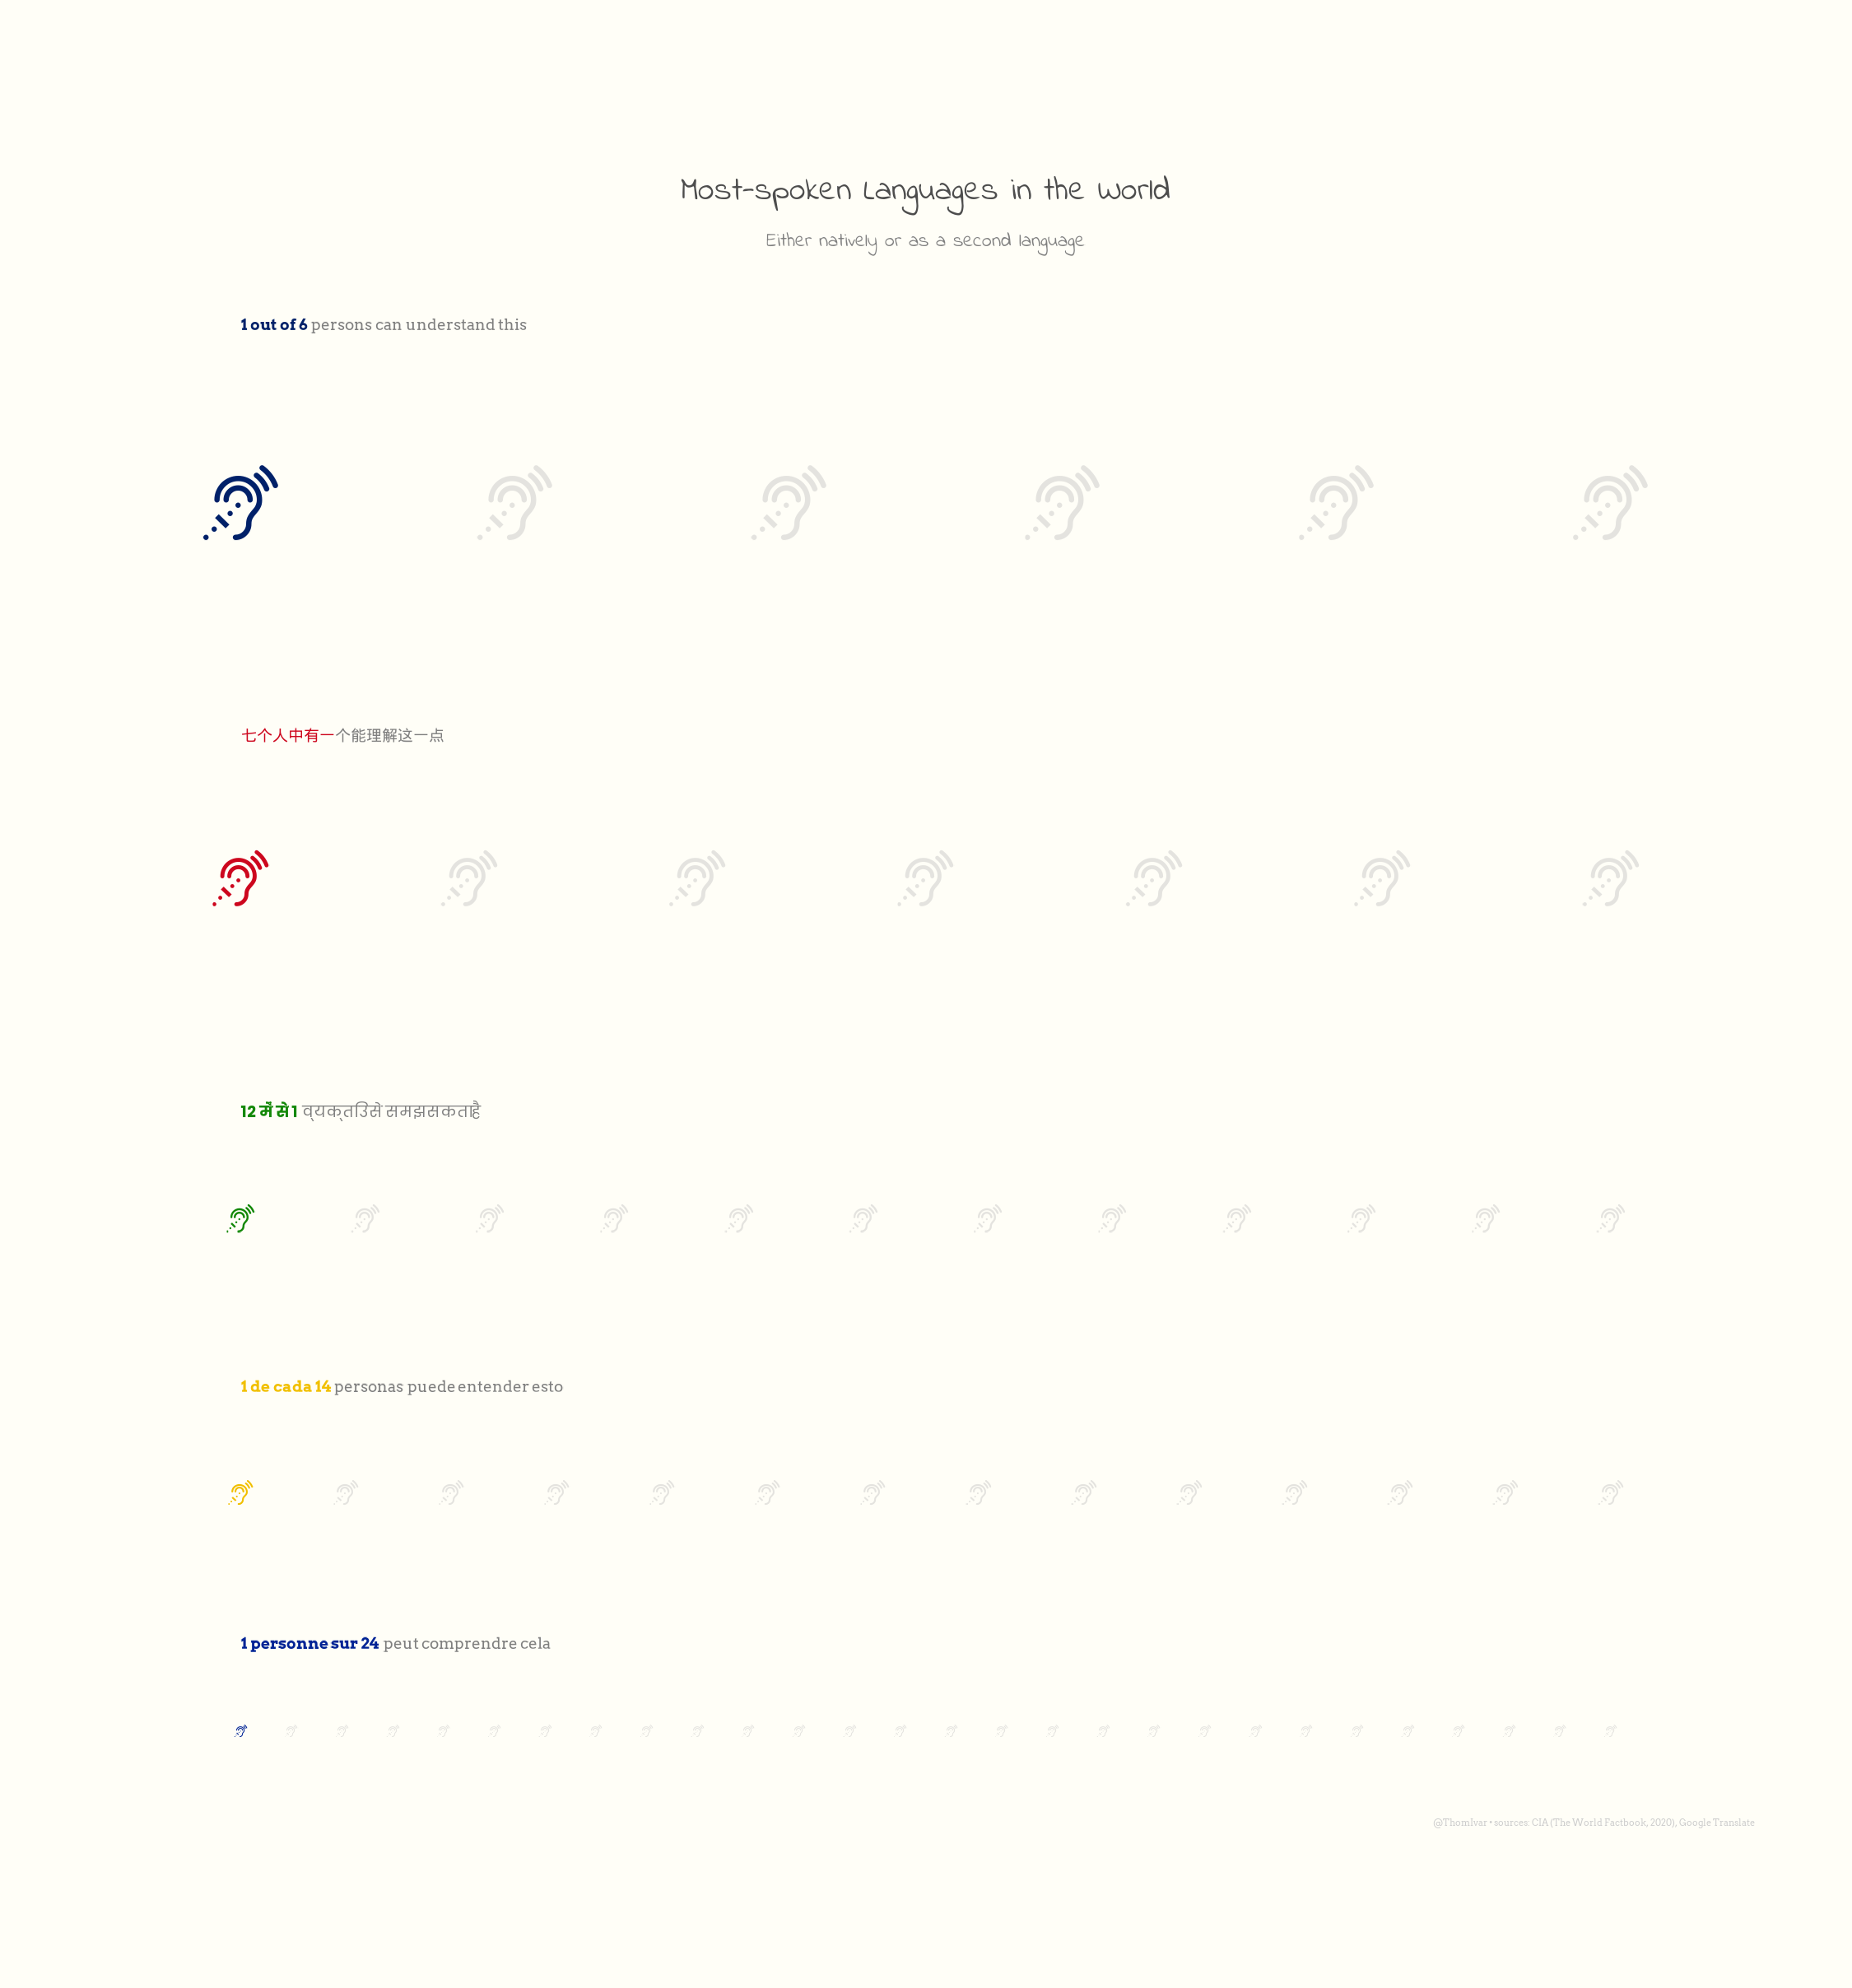 Most-spoken Languages in the World
Either natively or as a second language
1 out of 6 persons can understand this
七个人中有一个能理解这一点
12 में से 1 व्यक्तिइसे समझसकताहै
1 de cada 14 personas puede entender esto
1 personne sur 24 peut comprendre cela
@ThomIvar • sources: CIA (The World Factbook, 2020), Google Translate